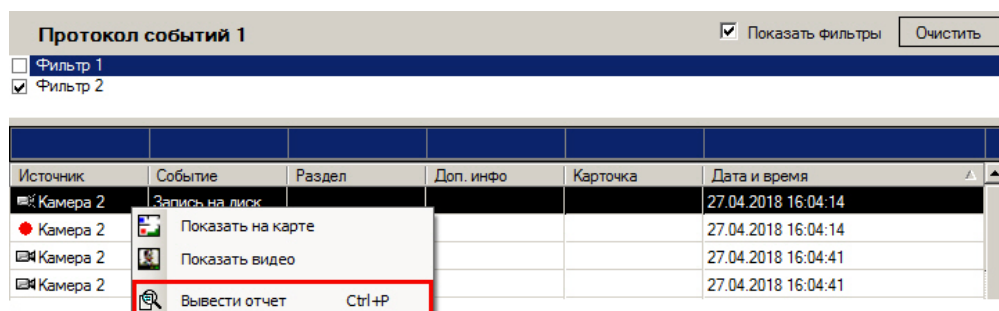 Протокол событий 1 Показать фильтры Очистить
Фильтр 1
Фильтр 2
Источник Событие Раздел Доп. инфо Карточка Дата и время
Камера 2 Запись на диск 27.04.2018 16:04:14
Камера 2 Показать на карте 27.04.2018 16:04:14
Камера 2 Показать видео 27.04.2018 16:04:41
Камера 2 27.04.2018 16:04:41
Вывести отчет Ctrl+P